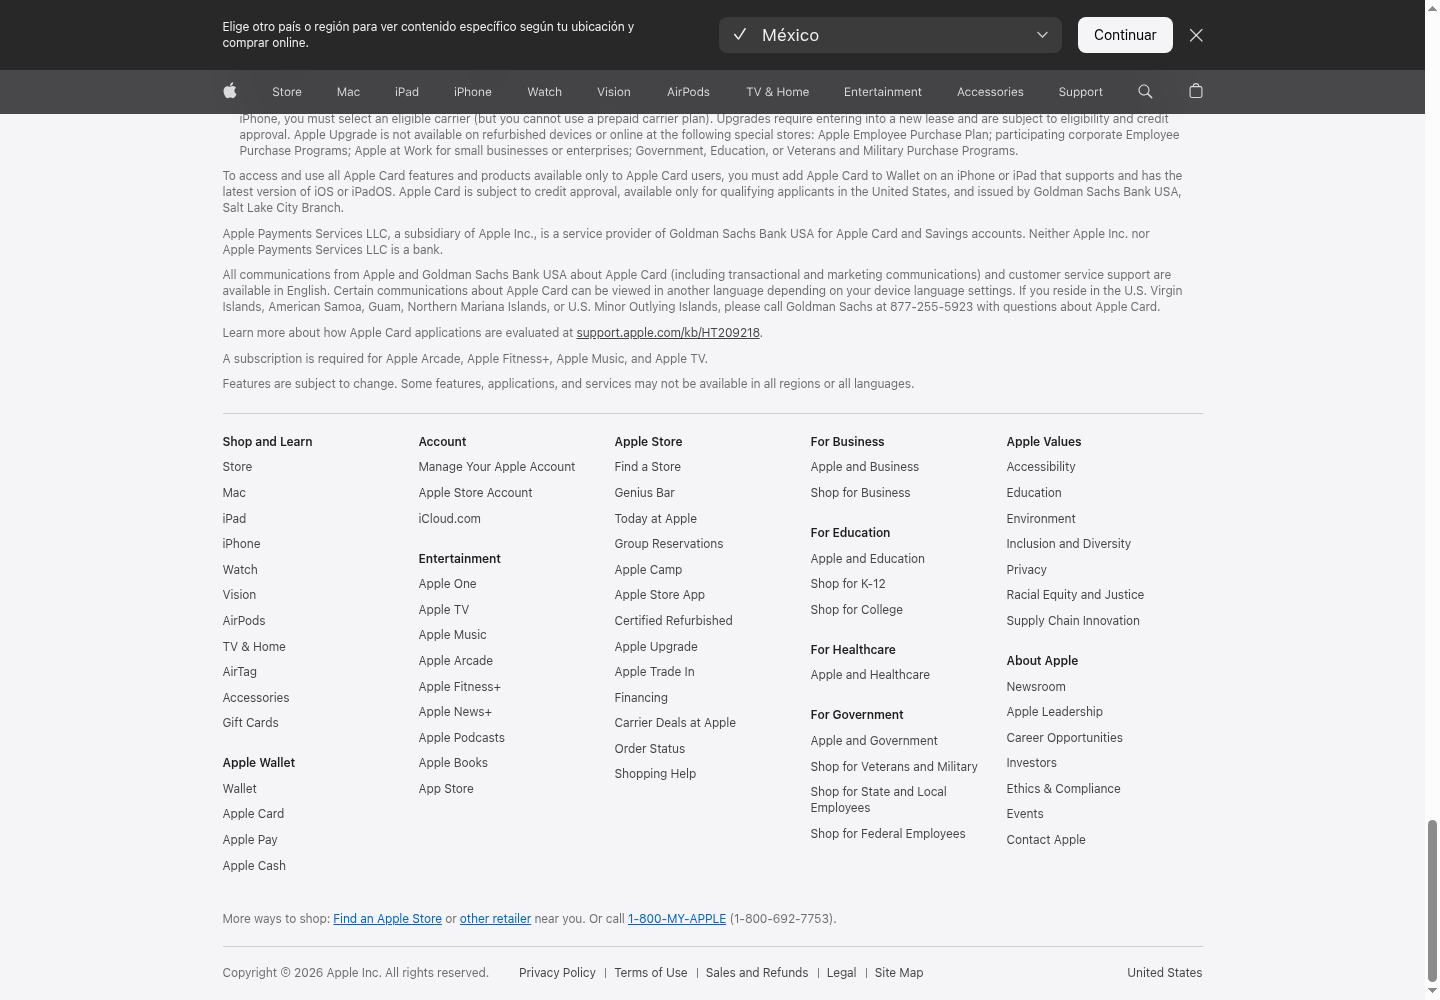 Elige otro país o región para ver contenido específico según tu ubicación y
comprar online.
México
Continuar
Store
Mac
iPad
iPhone
Watch
Vision
AirPods
TV & Home
Entertainment
Accessories
Support
iPhone, you must select an eligible carrier (but you cannot use a prepaid carrier plan). Upgrades require entering into a new lease and are subject to eligibility and credit
approval. Apple Upgrade is not available on refurbished devices or online at the following special stores: Apple Employee Purchase Plan; participating corporate Employee
Purchase Programs; Apple at Work for small businesses or enterprises; Government, Education, or Veterans and Military Purchase Programs.
To access and use all Apple Card features and products available only to Apple Card users, you must add Apple Card to Wallet on an iPhone or iPad that supports and has the
latest version of iOS or iPadOS. Apple Card is subject to credit approval, available only for qualifying applicants in the United States, and issued by Goldman Sachs Bank USA,
Salt Lake City Branch.
Apple Payments Services LLC, a subsidiary of Apple Inc., is a service provider of Goldman Sachs Bank USA for Apple Card and Savings accounts. Neither Apple Inc. nor
Apple Payments Services LLC is a bank.
All communications from Apple and Goldman Sachs Bank USA about Apple Card (including transactional and marketing communications) and customer service support are
available in English. Certain communications about Apple Card can be viewed in another language depending on your device language settings. If you reside in the U.S. Virgin
Islands, American Samoa, Guam, Northern Mariana Islands, or U.S. Minor Outlying Islands, please call Goldman Sachs at 877-255-5923 with questions about Apple Card.
Learn more about how Apple Card applications are evaluated at support.apple.com/kb/HT209218.
A subscription is required for Apple Arcade, Apple Fitness+, Apple Music, and Apple TV.
Features are subject to change. Some features, applications, and services may not be available in all regions or all languages.
Shop and Learn
Store
Mac
iPad
iPhone
Watch
Vision
AirPods
TV & Home
AirTag
Accessories
Gift Cards
Apple Wallet
Wallet
Apple Card
Apple Pay
Apple Cash
Account
Manage Your Apple Account
Apple Store Account
iCloud.com
Entertainment
Apple One
Apple TV
Apple Music
Apple Arcade
Apple Fitness+
Apple News+
Apple Podcasts
Apple Books
App Store
Apple Store
Find a Store
Genius Bar
Today at Apple
Group Reservations
Apple Camp
Apple Store App
Certified Refurbished
Apple Upgrade
Apple Trade In
Financing
Carrier Deals at Apple
Order Status
Shopping Help
For Business
Apple and Business
Shop for Business
For Education
Apple and Education
Shop for K-12
Shop for College
For Healthcare
Apple and Healthcare
For Government
Apple and Government
Shop for Veterans and Military
Shop for State and Local
Employees
Shop for Federal Employees
Apple Values
Accessibility
Education
Environment
Inclusion and Diversity
Privacy
Racial Equity and Justice
Supply Chain Innovation
About Apple
Newsroom
Apple Leadership
Career Opportunities
Investors
Ethics & Compliance
Events
Contact Apple
More ways to shop: Find an Apple Store or other retailer near you. Or call 1-800-MY-APPLE (1-800-692-7753).
Copyright © 2026 Apple Inc. All rights reserved.
Privacy Policy | Terms of Use | Sales and Refunds | Legal | Site Map
United States